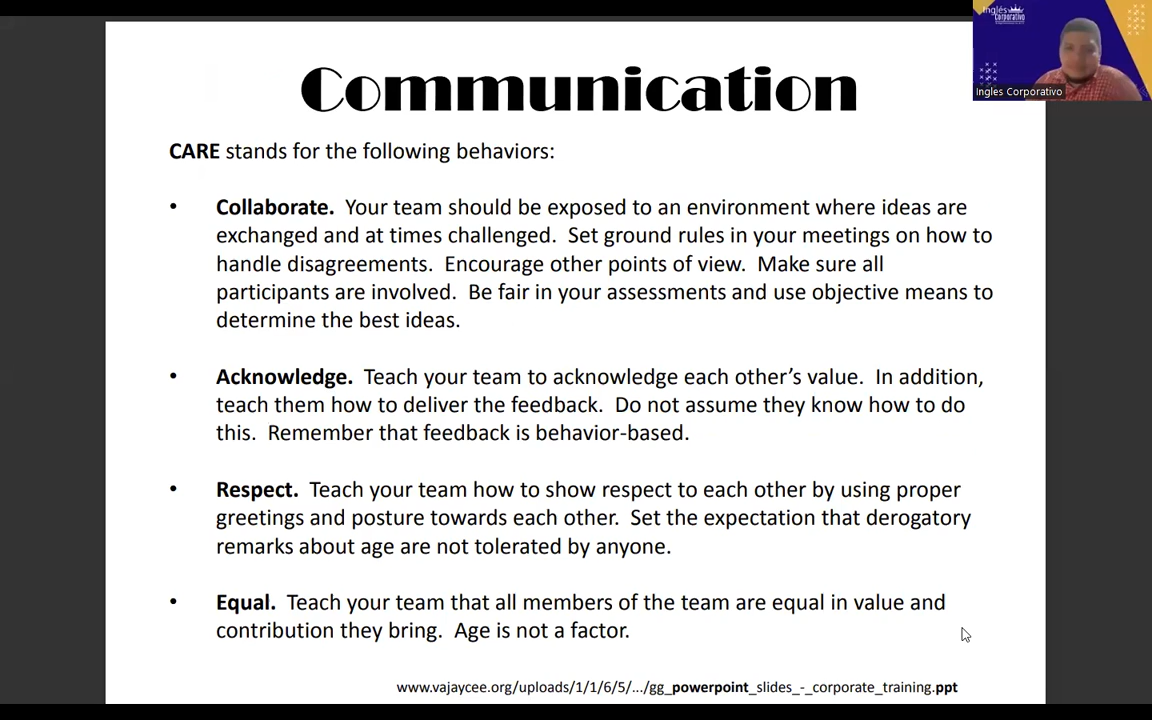 Communication
Inglés
Corporativo
Ingles Corporativo
CARE stands for the following behaviors:
• Collaborate. Your team should be exposed to an environment where ideas are
exchanged and at times challenged. Set ground rules in your meetings on how to
handle disagreements. Encourage other points of view. Make sure all
participants are involved. Be fair in your assessments and use objective means to
determine the best ideas.
• Acknowledge. Teach your team to acknowledge each other’s value. In addition,
teach them how to deliver the feedback. Do not assume they know how to do
this. Remember that feedback is behavior-based.
• Respect. Teach your team how to show respect to each other by using proper
greetings and posture towards each other. Set the expectation that derogatory
remarks about age are not tolerated by anyone.
• Equal. Teach your team that all members of the team are equal in value and
contribution they bring. Age is not a factor.
www.vajaycee.org/uploads/1/1/6/5/.../gg_powerpoint_slides_-_corporate_training.ppt